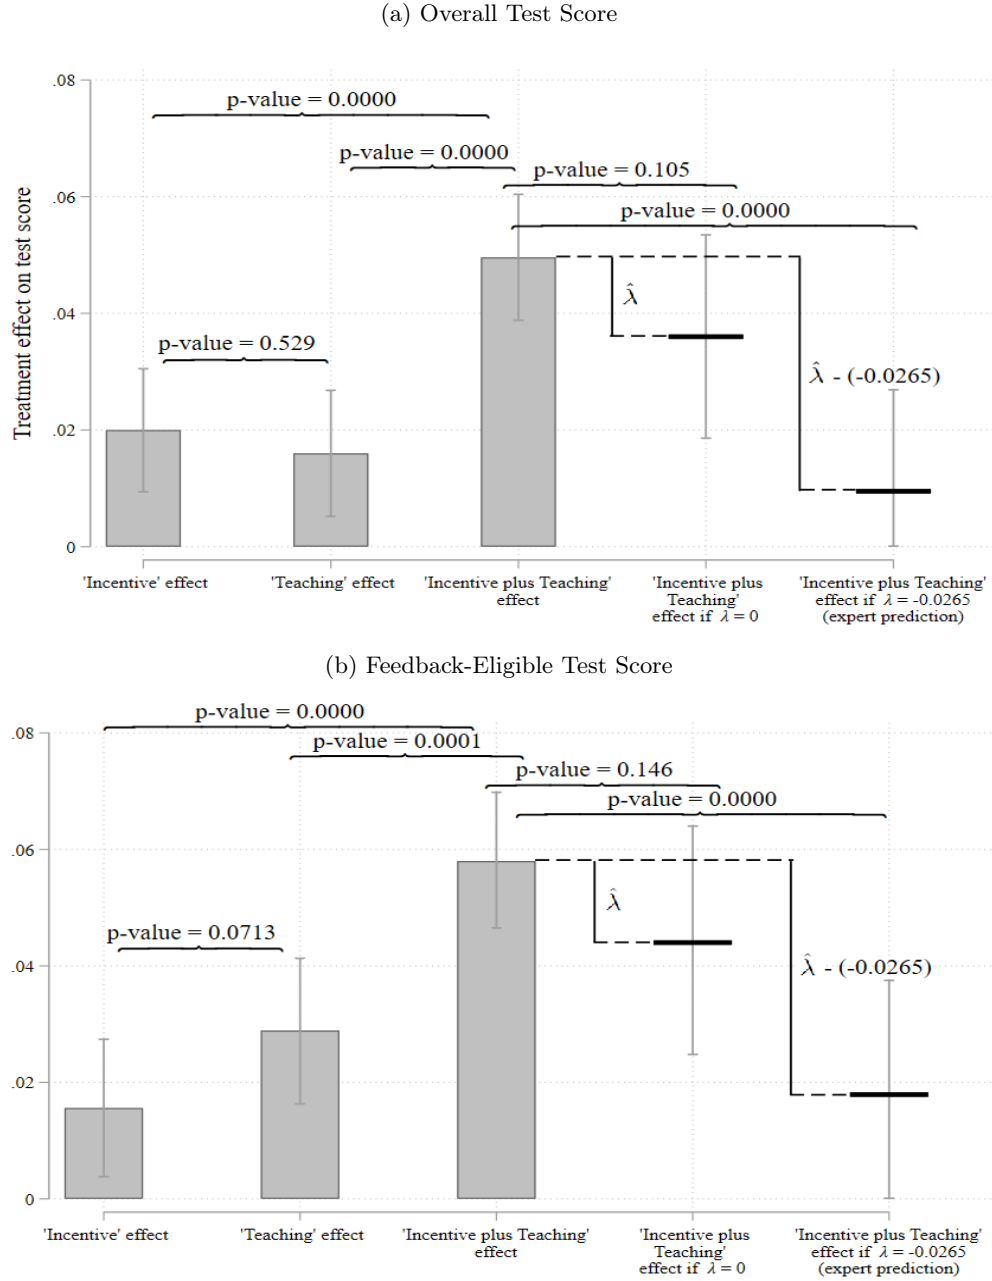 (a) Overall Test Score
.08
p-value = 0.0000
p-value = 0.0000
p-value = 0.105
.06
p-value = 0.0000
Treatment effect on test score
λ̂
.04
p-value = 0.529
λ̂ - (-0.0265)
.02
0
'Incentive' effect
'Teaching' effect
'Incentive plus Teaching'
effect
'Incentive plus
Teaching'
effect if λ = 0
'Incentive plus Teaching'
effect if λ = -0.0265
(expert prediction)
(b) Feedback-Eligible Test Score
p-value = 0.0000
.08
p-value = 0.0001
p-value = 0.146
p-value = 0.0000
.06
λ̂
p-value = 0.0713
.04
λ̂ - (-0.0265)
.02
0
'Incentive' effect
'Teaching' effect
'Incentive plus Teaching'
effect
'Incentive plus
Teaching'
effect if λ = 0
'Incentive plus Teaching'
effect if λ = -0.0265
(expert prediction)